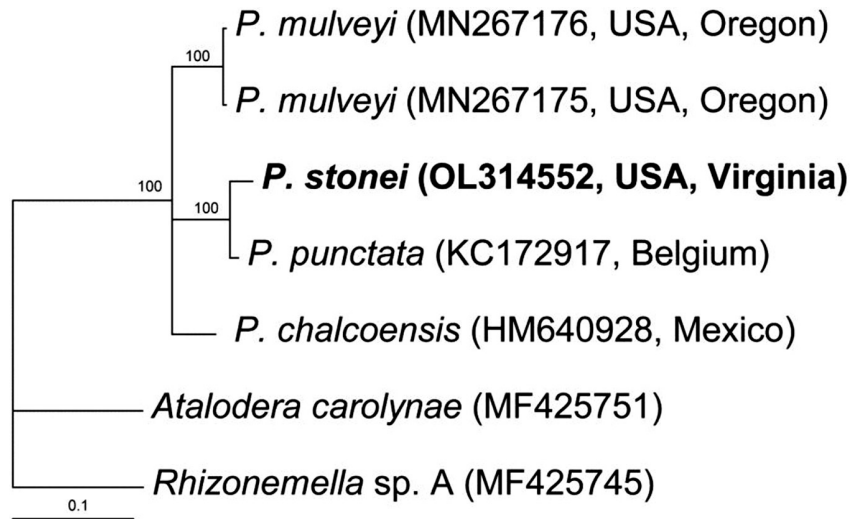 P. mulveyi (MN267176, USA, Oregon)
100
P. mulveyi (MN267175, USA, Oregon)
P. stonei (OL314552, USA, Virginia)
100
100
P. punctata (KC172917, Belgium)
P. chalcoensis (HM640928, Mexico)
Atalodera carolynae (MF425751)
Rhizonemella sp. A (MF425745)
0.1